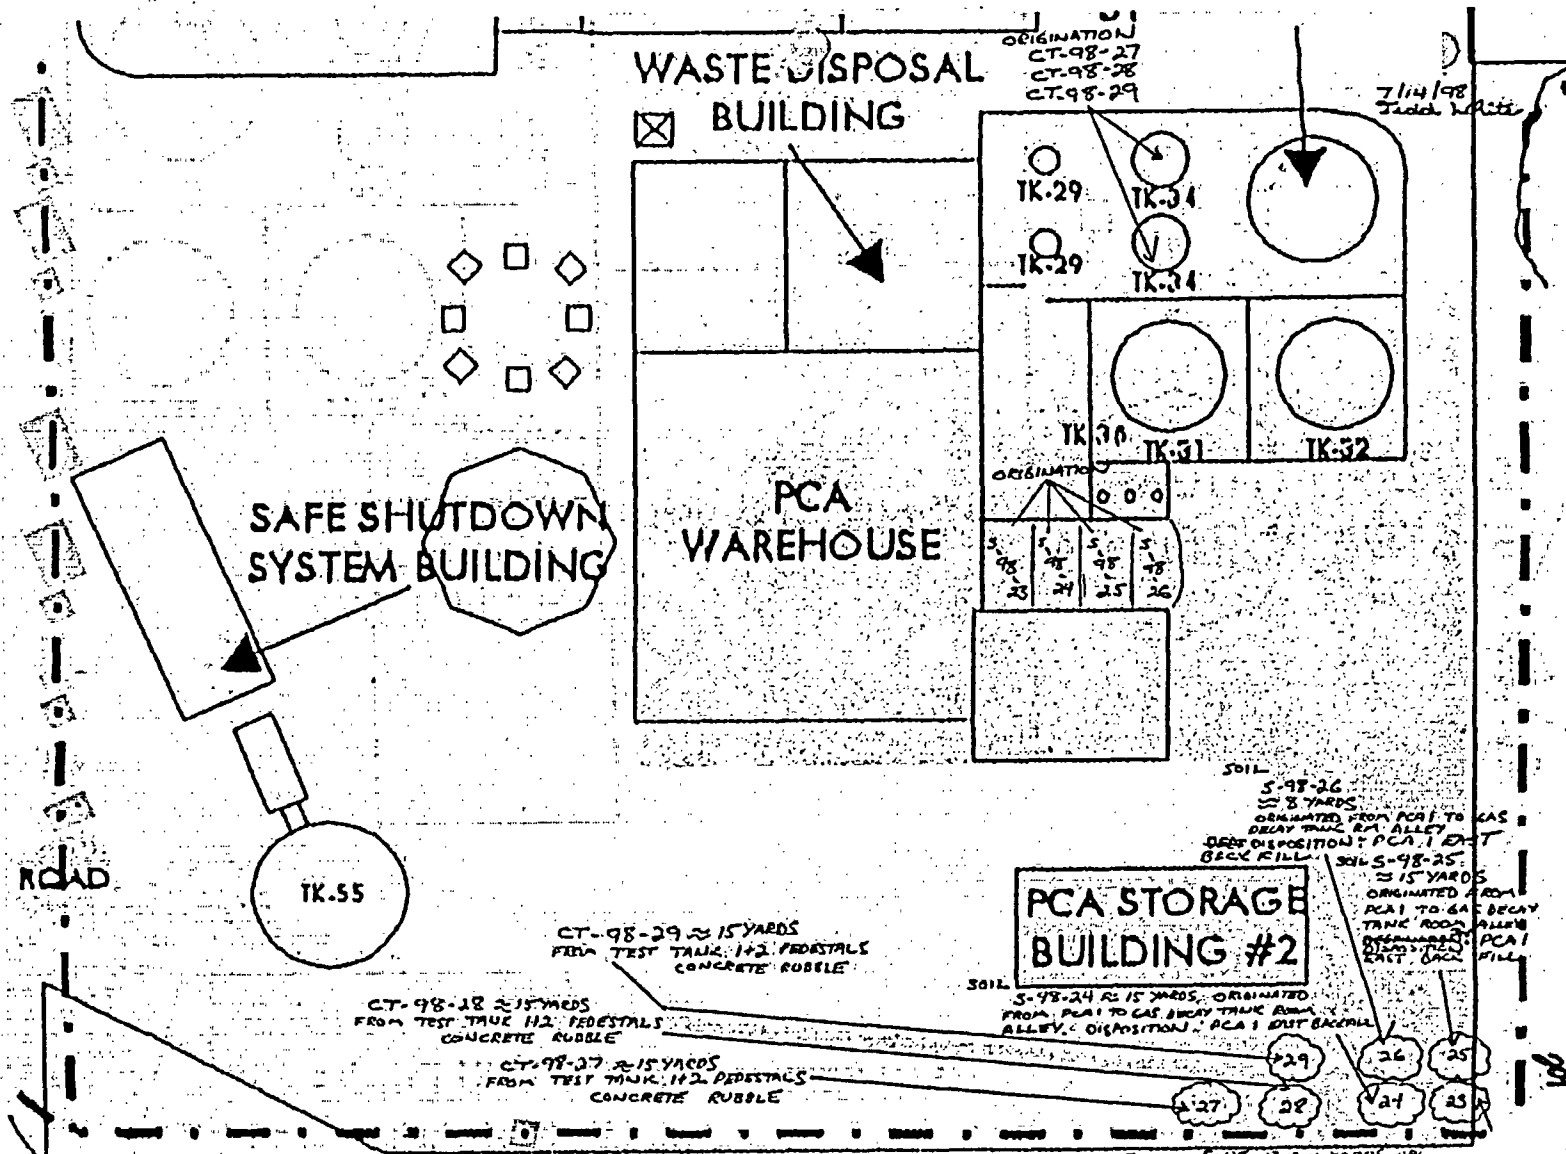 ORIGINATION
CT-98-27
CT-98-28
CT-98-29
7/14/98
Todd White
WASTE DISPOSAL
BUILDING
TK-29
TK-34
TK-29
TK-34
TK-30
TK-31
TK-32
ORIGINATION
SAFE SHUTDOWN
SYSTEM BUILDING
PCA
WAREHOUSE
S-98-23
S-98-24
S-98-25
S-98-26
SOIL
S-98-26
≈ 8 YARDS
ORIGINATED FROM PCA 1 TO GAS
DECAY TANK RM ALLEY
DISPOSITION: PCA 1 EAST
BACK FILL
SOIL S-98-25
≈ 15 YARDS
ORIGINATED FROM
PCA 1 TO GAS DECAY
TANK ROOM ALLEY
DISPOSITION: PCA 1
EAST BACK FILL
ROAD
TK-55
PCA STORAGE
BUILDING #2
CT-98-29 ≈ 15 YARDS
FROM TEST TANK 1+2 PEDESTALS
CONCRETE RUBBLE
SOIL
S-98-24 ≈ 15 YARDS, ORIGINATED
FROM PCA 1 TO GAS DECAY TANK ROOM
ALLEY. DISPOSITION: PCA 1 EAST BACKFILL
CT-98-28 ≈ 15 YARDS
FROM TEST TANK 1+2 PEDESTALS
CONCRETE RUBBLE
CT-98-27 ≈ 15 YARDS
FROM TEST TANK 1+2 PEDESTALS
CONCRETE RUBBLE
29
26
25
27
28
24
23